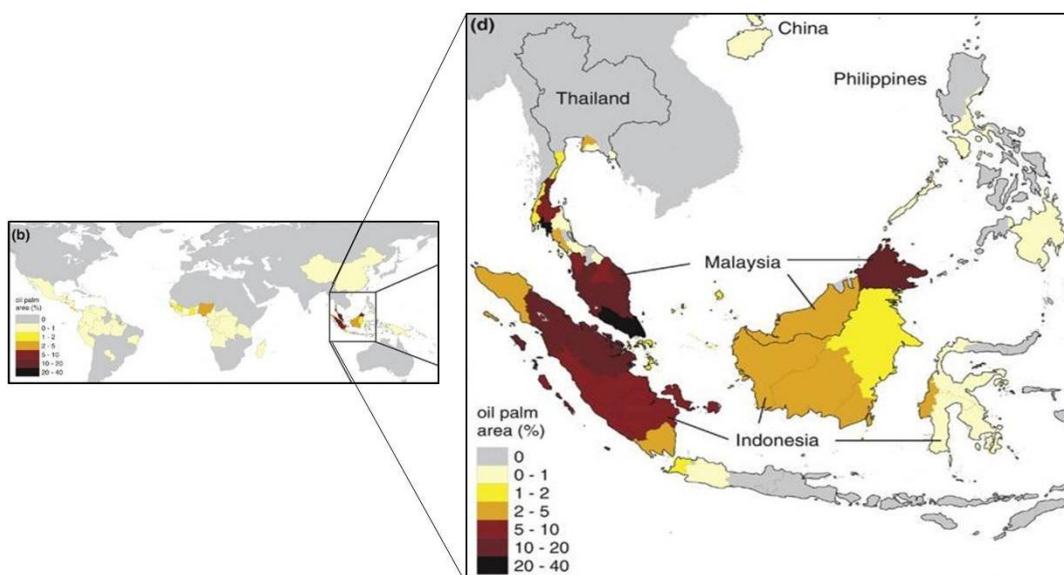 (b)
oil palm
area (%)
0
0 - 1
1 - 2
2 - 5
5 - 10
10 - 20
20 - 40
(d)
China
Philippines
Thailand
Malaysia
Indonesia
oil palm
area (%)
0
0 - 1
1 - 2
2 - 5
5 - 10
10 - 20
20 - 40